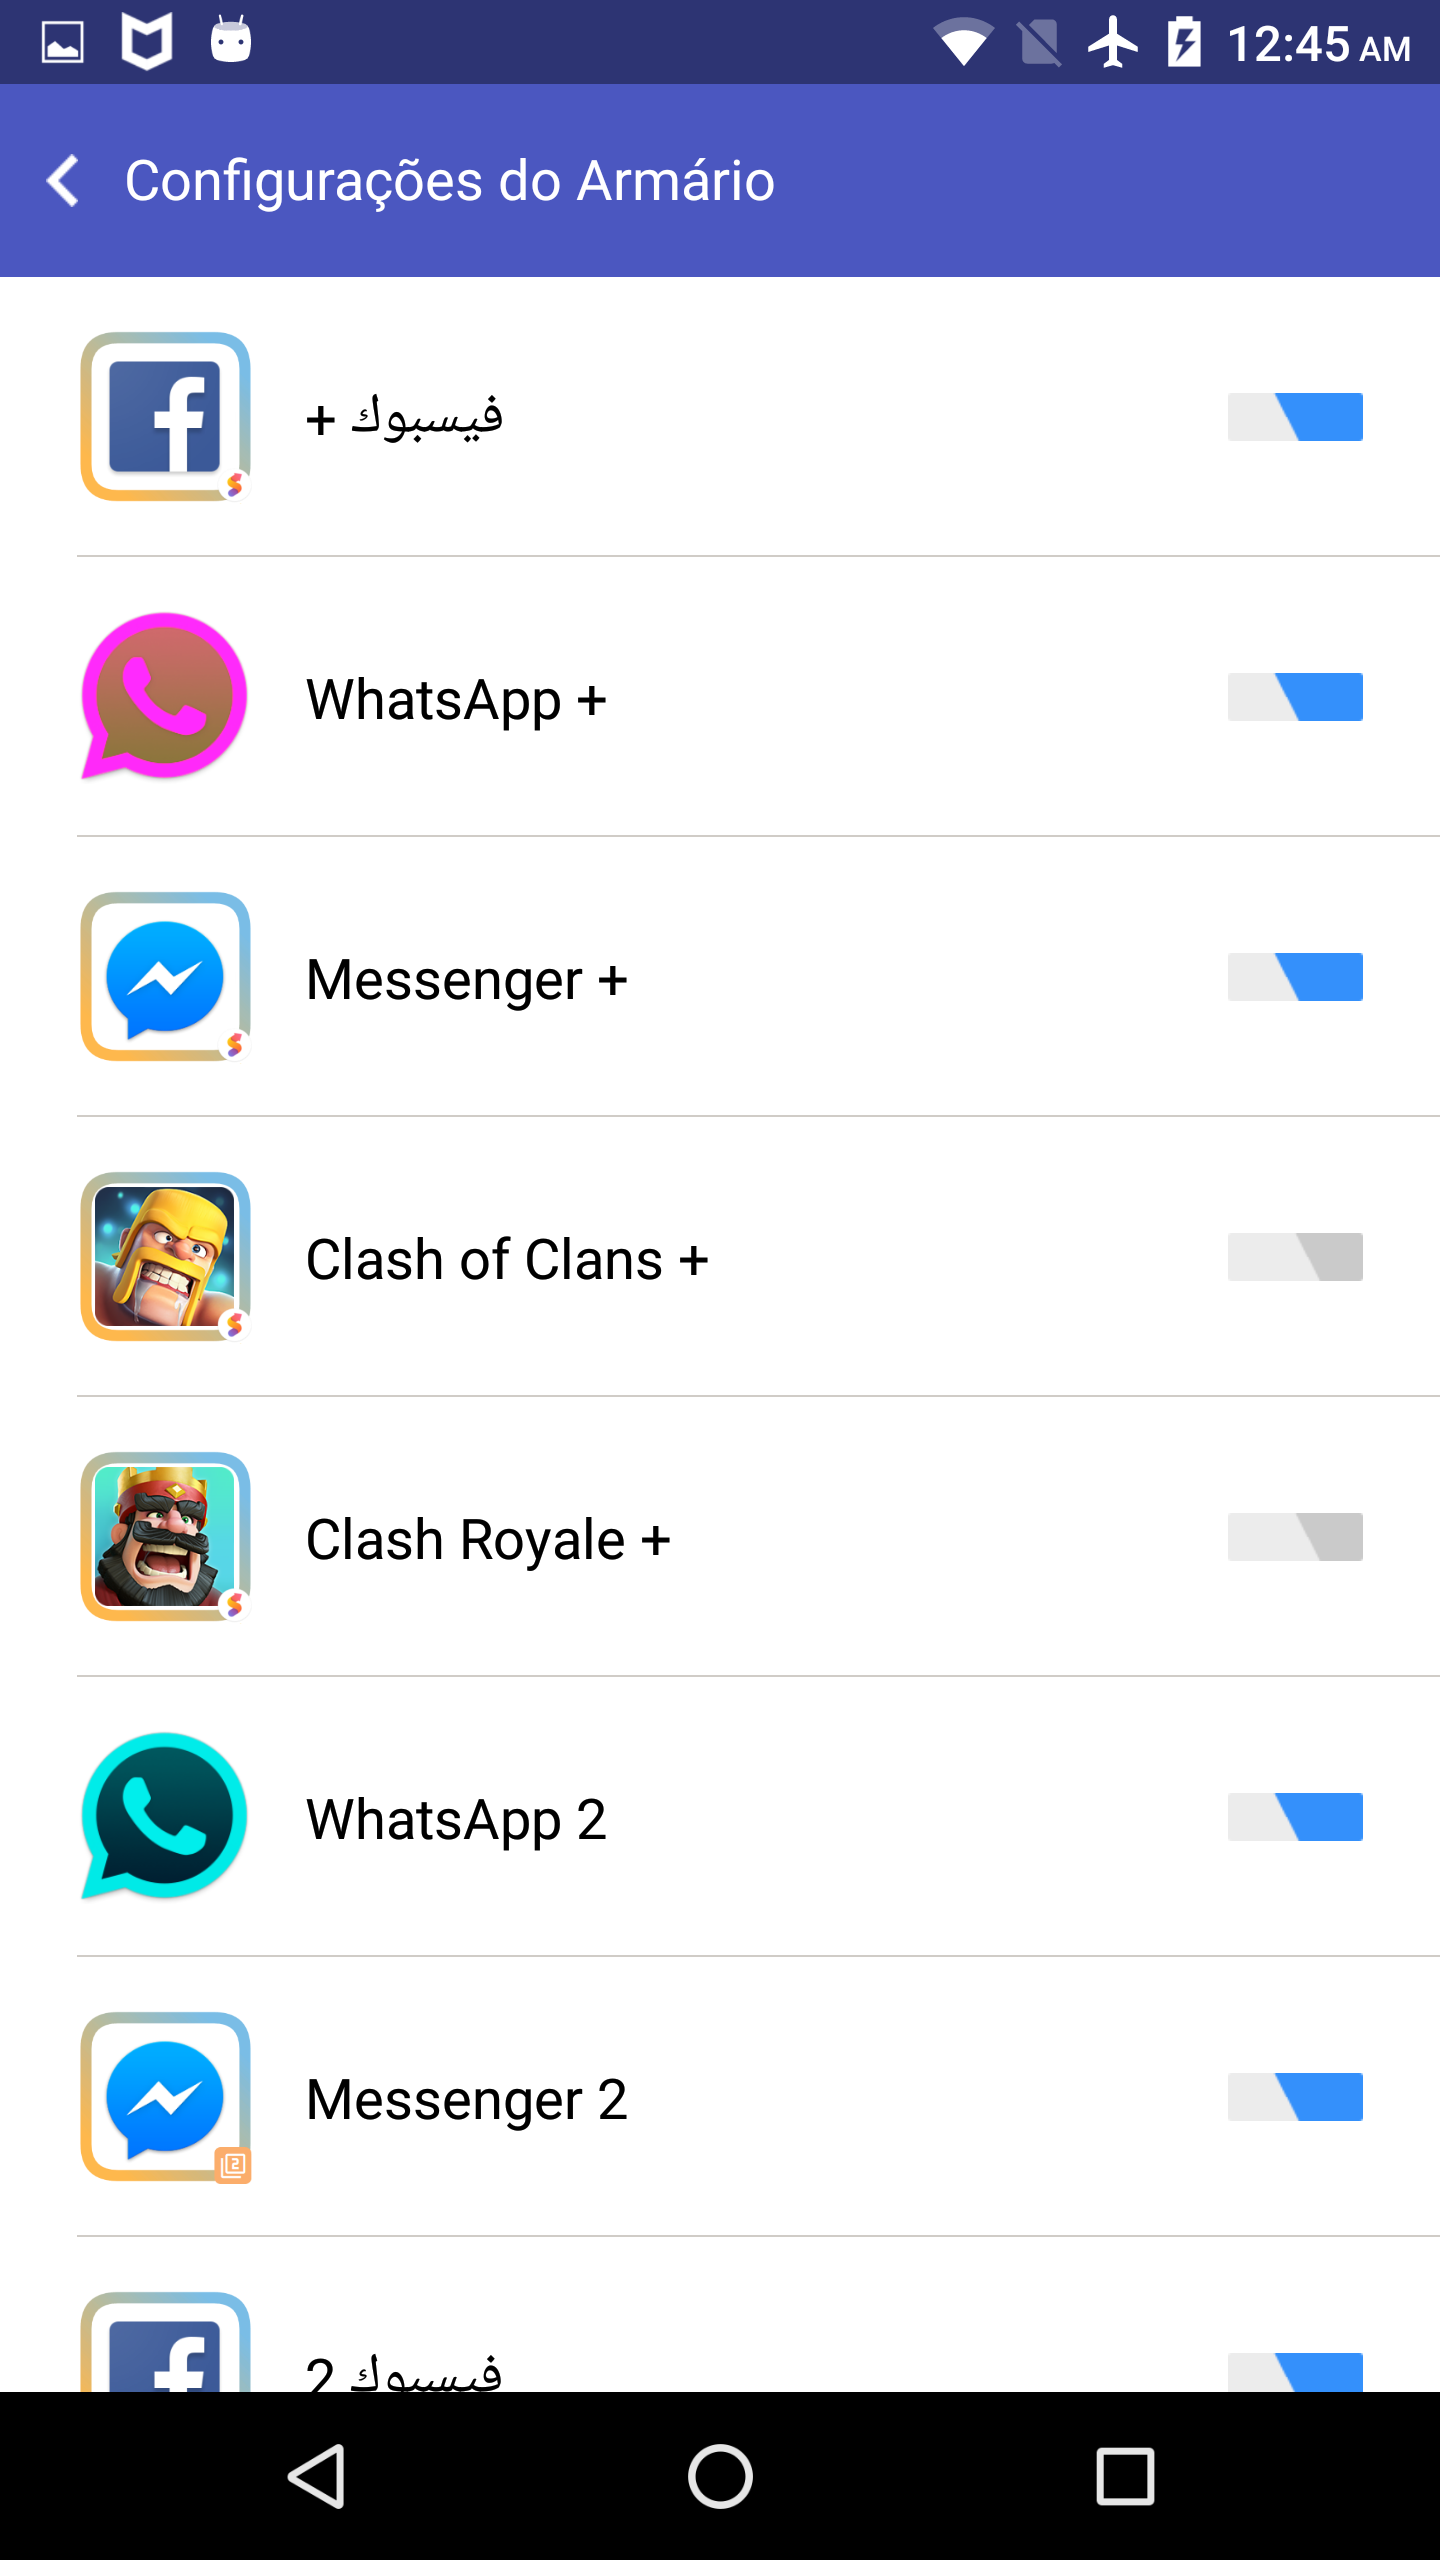 12:45 AM
Configurações do Armário
فيسبوك +
WhatsApp +
Messenger +
Clash of Clans +
Clash Royale +
WhatsApp 2
Messenger 2
فيسبوك 2